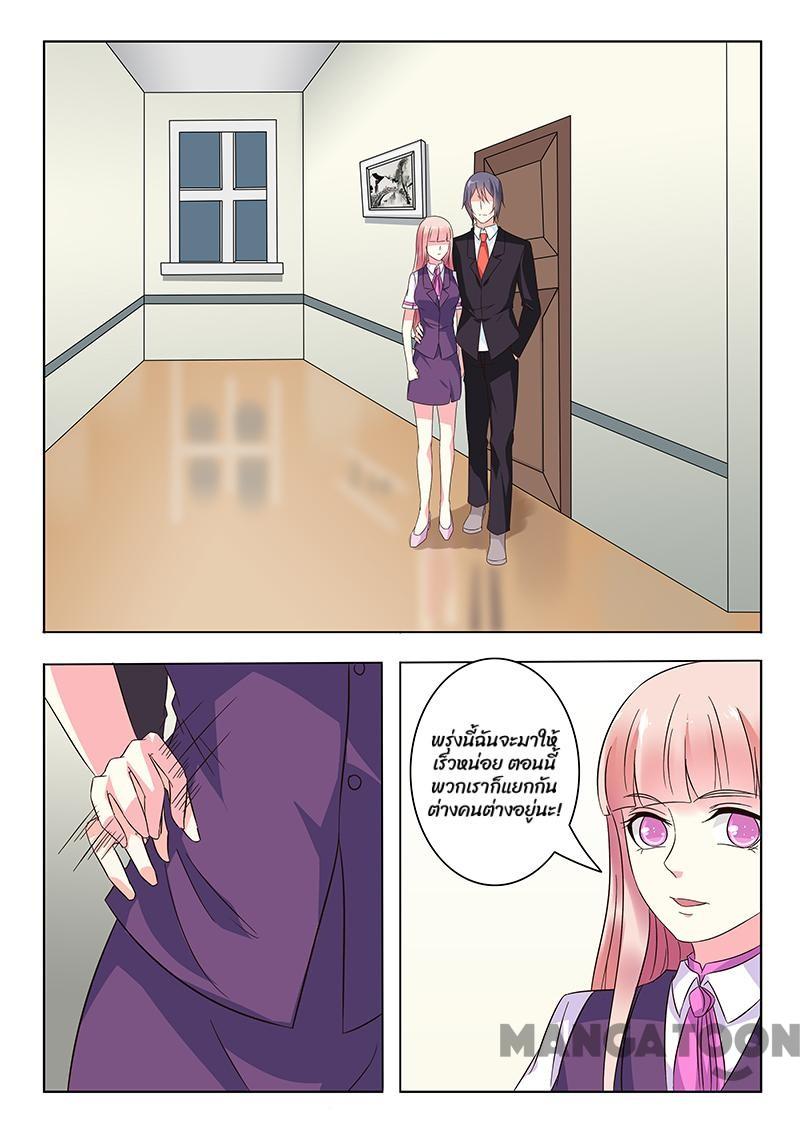 พรุ่งนี้ฉันจะมาให้
เร็วหน่อย ตอนนี้
พวกเราก็แยกกัน
ต่างคนต่างอยู่นะ!
MANGATOON